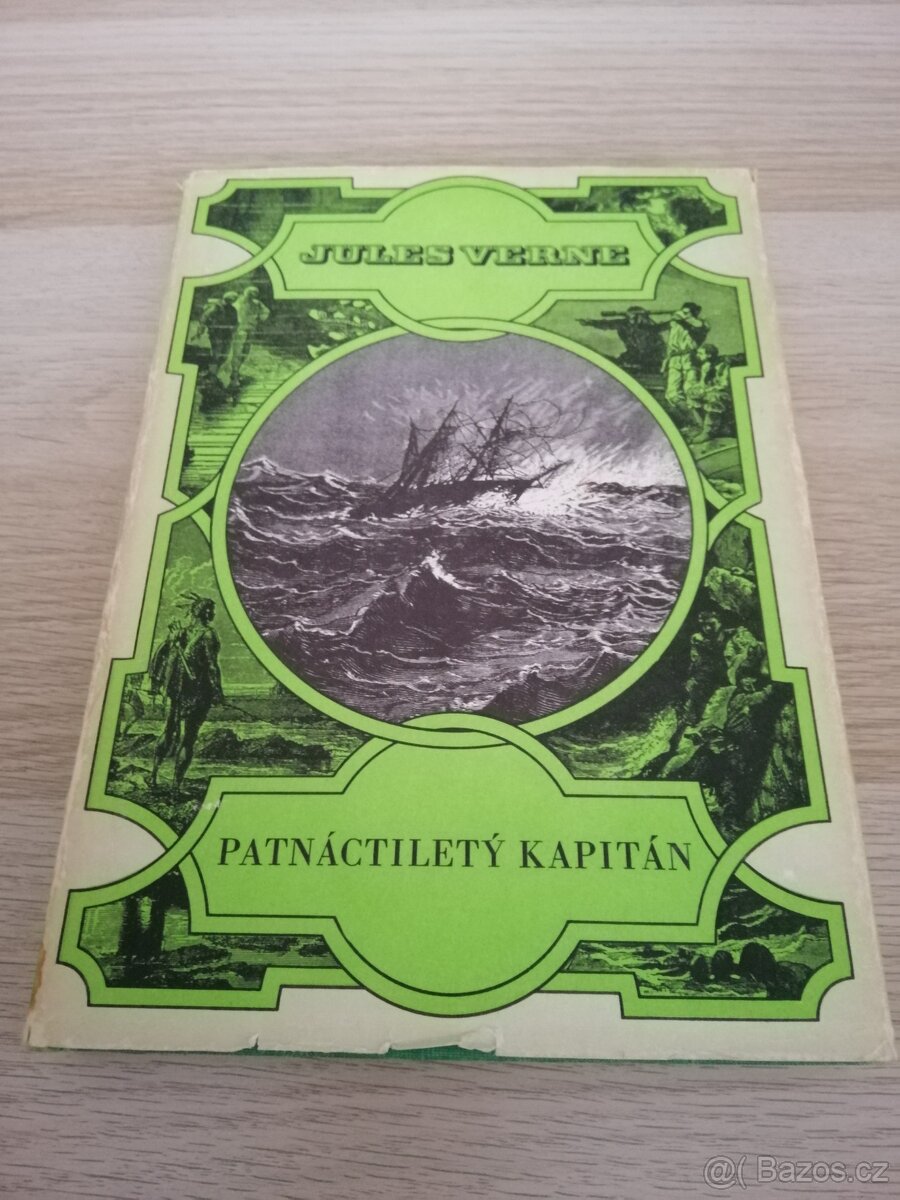 JULES VERNE
PATNÁCTILETÝ KAPITÁN
@( Bazos.cz